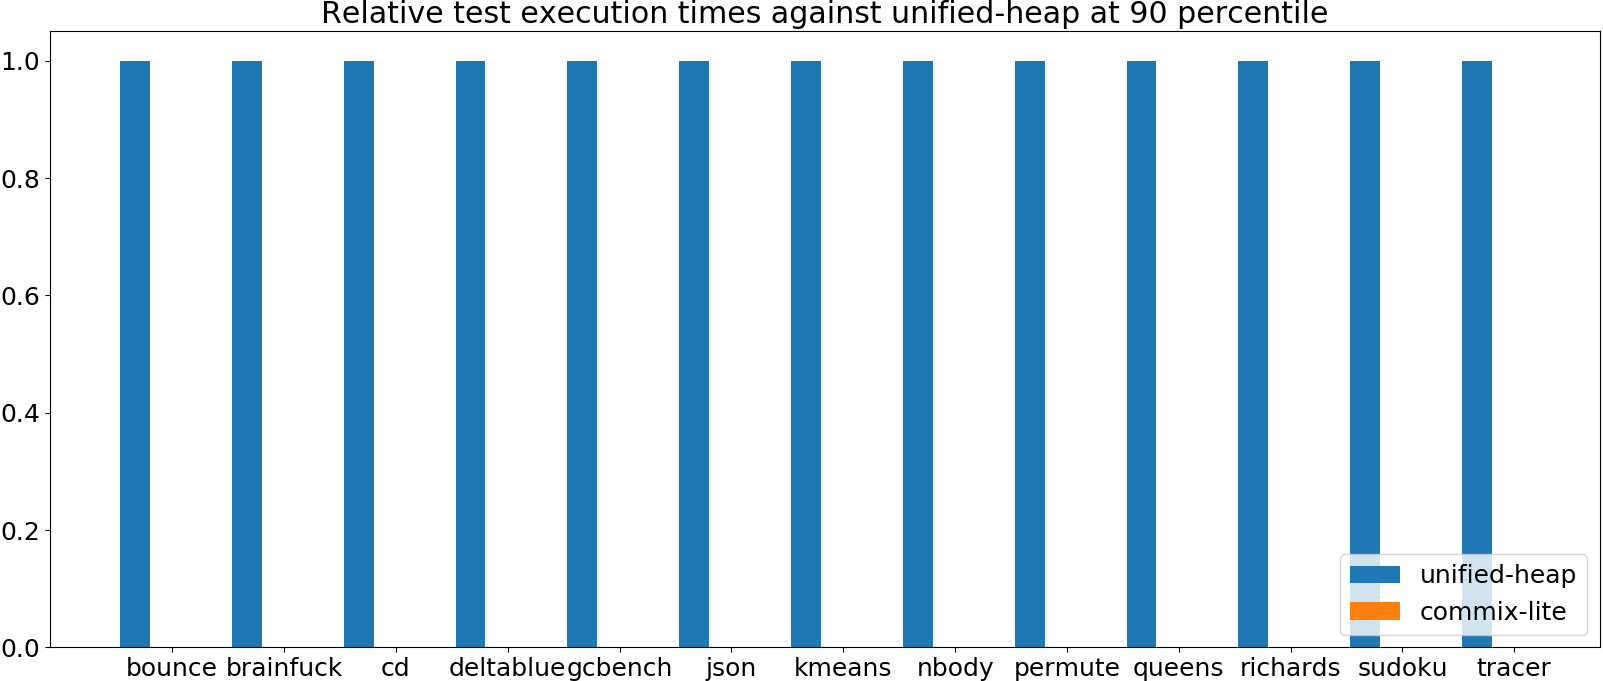 Relative test execution times against unified-heap at 90 percentile
1.0
0.8
0.6
0.4
0.2
0.0
unified-heap
commix-lite
bounce brainfuck cd deltablue gcbench json kmeans nbody permute queens richards sudoku tracer